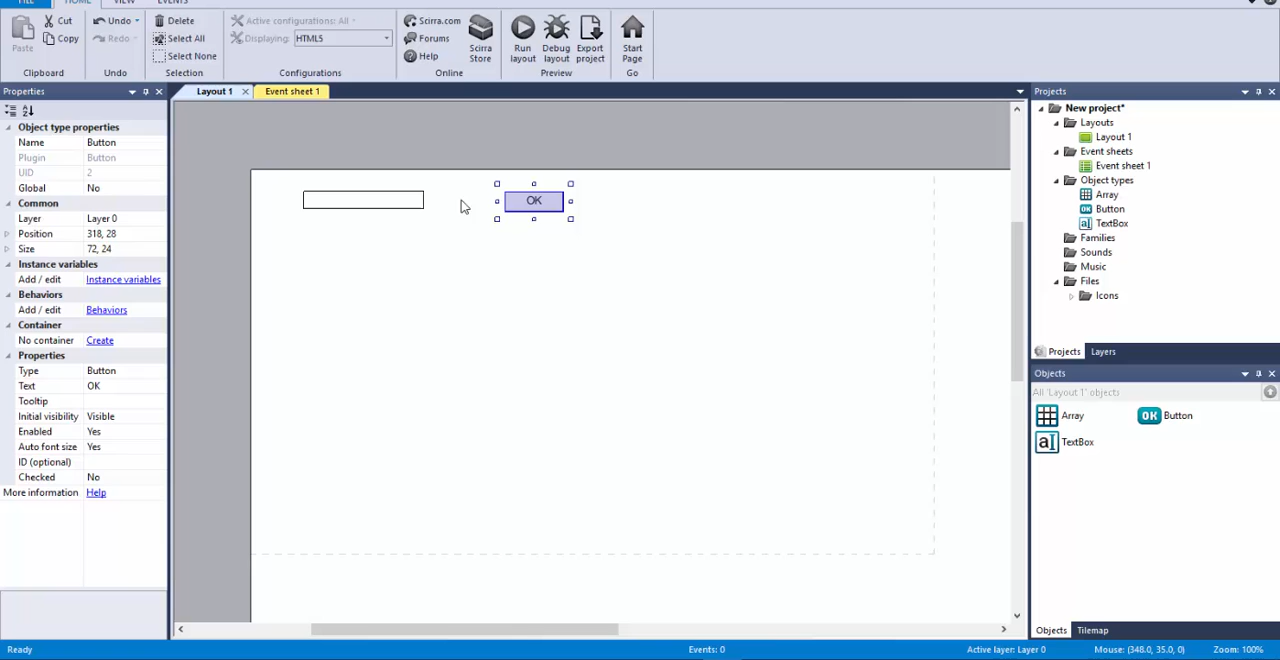 FILE HOME VIEW EVENTS
Paste
Cut
Copy
Clipboard
Undo
Redo
Undo
Delete
Select All
Select None
Selection
Active configurations: All
Displaying: HTML5
Configurations
Scirra.com
Forums
Help
Scirra
Store
Online
Run
layout
Debug
layout
Export
project
Preview
Start
Page
Go
Properties
Layout 1 Event sheet 1
Object type properties
Name Button
Plugin Button
UID 2
Global No
Common
Layer Layer 0
Position 318, 28
Size 72, 24
Instance variables
Add / edit Instance variables
Behaviors
Add / edit Behaviors
Container
No container Create
Properties
Type Button
Text OK
Tooltip
Initial visibility Visible
Enabled Yes
Auto font size Yes
ID (optional)
Checked No
More information Help
OK
Projects
New project*
Layouts
Layout 1
Event sheets
Event sheet 1
Object types
Array
Button
TextBox
Families
Sounds
Music
Files
Icons
Projects Layers
Objects
All 'Layout 1' objects
Array
OK Button
aI TextBox
Objects Tilemap
Ready Events: 0 Active layer: Layer 0 Mouse: (348.0, 35.0, 0) Zoom: 100%